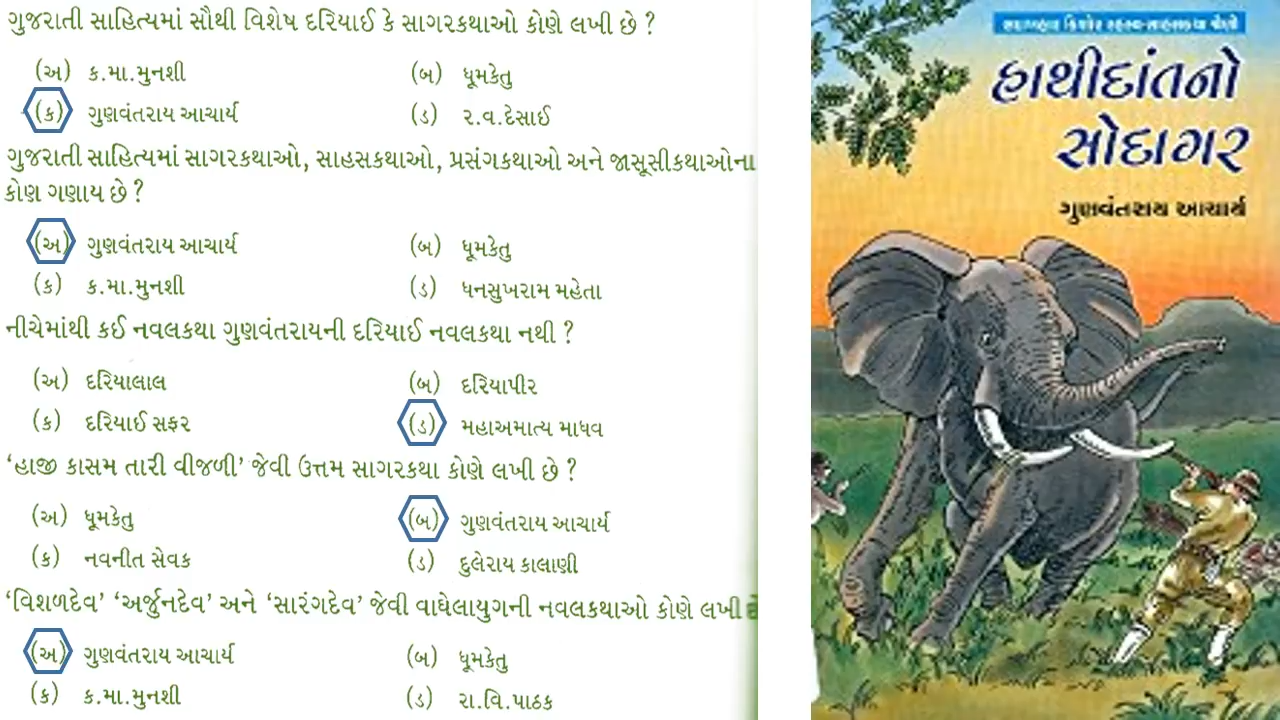 ગુજરાતી સાહિત્યમાં સૌથી વિશેષ દરિયાઈ કે સાગરકથાઓ કોણે લખી છે ?
(અ) ક.મા.મુનશી (બ) ધૂમકેતુ
(ક) ગુણવંતરાય આચાર્ય (ડ) ર.વ.દેસાઈ
ગુજરાતી સાહિત્યમાં સાગરકથાઓ, સાહસકથાઓ, પ્રસંગકથાઓ અને જાસૂસીકથાઓના
કોણ ગણાય છે ?
(અ) ગુણવંતરાય આચાર્ય (બ) ધૂમકેતુ
(ક) ક.મા.મુનશી (ડ) ધનસુખરામ મહેતા
નીચેમાંથી કઈ નવલકથા ગુણવંતરાયની દરિયાઈ નવલકથા નથી ?
(અ) દરિયાલાલ (બ) દરિયાપીર
(ક) દરિયાઈ સફર (ડ) મહાઅમાત્ય માધવ
‘હાજી કાસમ તારી વીજળી’ જેવી ઉત્તમ સાગરકથા કોણે લખી છે ?
(અ) ધૂમકેતુ (બ) ગુણવંતરાય આચાર્ય
(ક) નવનીત સેવક (ડ) દુલેરાય કાલાણી
‘વિશળદેવ’ ‘અર્જુનદેવ’ અને ‘સારંગદેવ’ જેવી વાઘેલાયુગની નવલકથાઓ કોણે લખી
(અ) ગુણવંતરાય આચાર્ય (બ) ધૂમકેતુ
(ક) ક.મા.મુનશી (ડ) રા.વિ.પાઠક
હાથીદાંતનો
સોદાગર
ગુણવંતરાય આચાર્ય